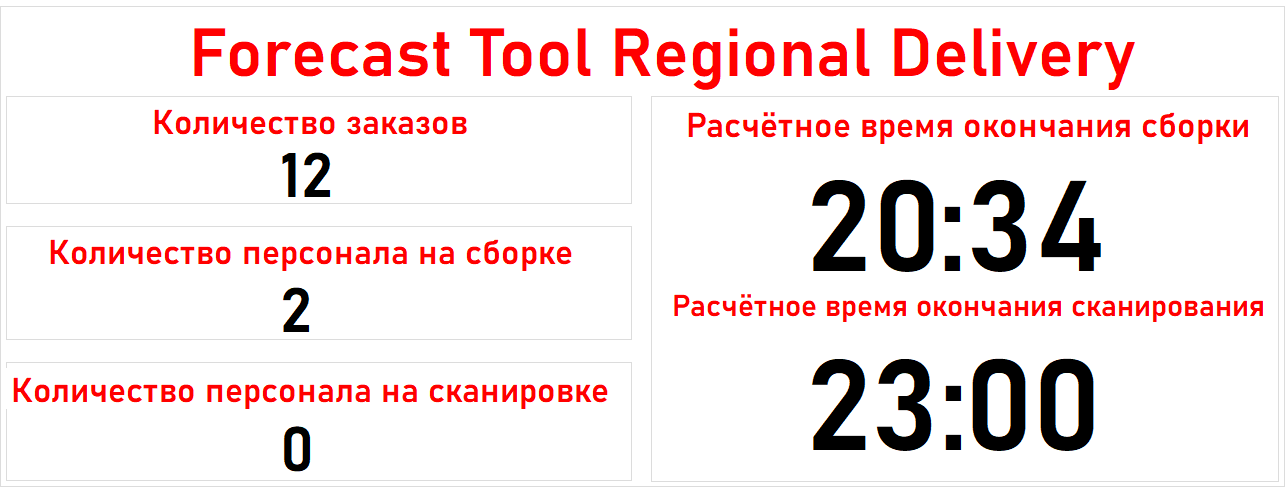 Forecast Tool Regional Delivery
Количество заказов
12
Количество персонала на сборке
2
Количество персонала на сканировке
0
Расчётное время окончания сборки
20:34
Расчётное время окончания сканирования
23:00